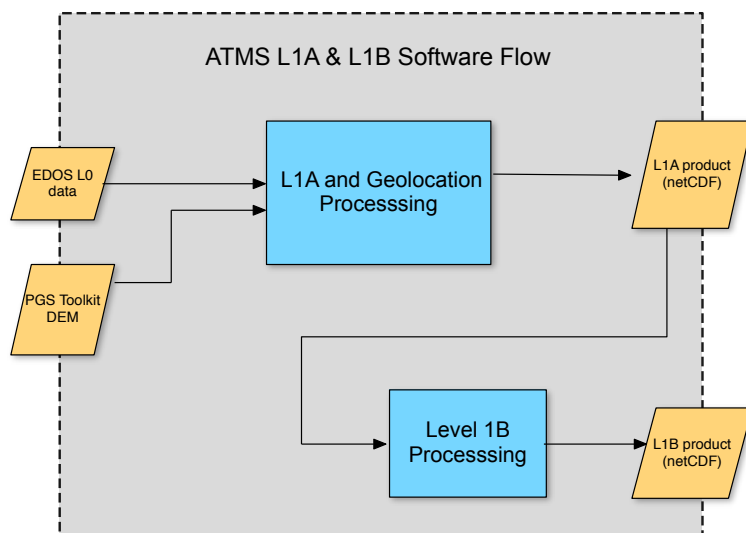 ATMS L1A & L1B Software Flow
EDOS L0
data
L1A and Geolocation
Processsing
L1A product
(netCDF)
PGS Toolkit
DEM
Level 1B
Processsing
L1B product
(netCDF)